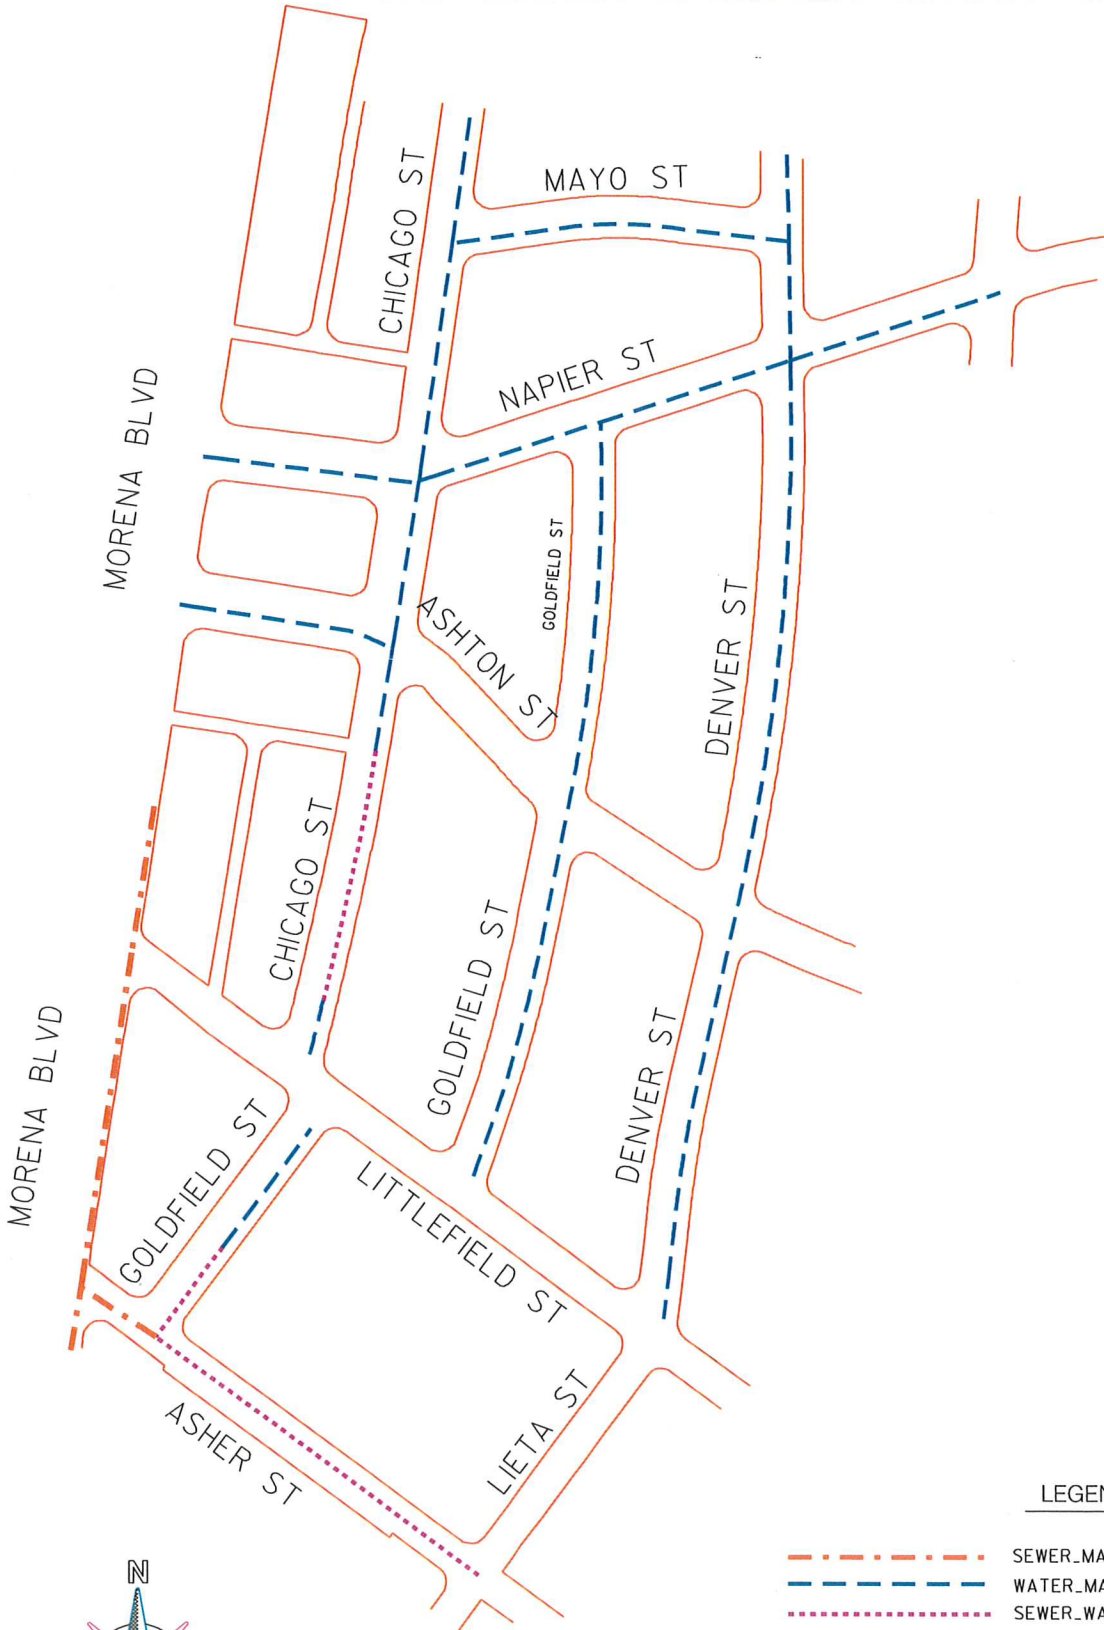 MAYO ST
CHICAGO ST
NAPIER ST
MORENA BLVD
GOLDFIELD ST
ASHTON ST
DENVER ST
CHICAGO ST
GOLDFIELD ST
DENVER ST
MORENA BLVD
GOLDFIELD ST
LITTLEFIELD ST
LIETA ST
ASHER ST
LEGEN
SEWER_MA
WATER_MA
SEWER_WA
N